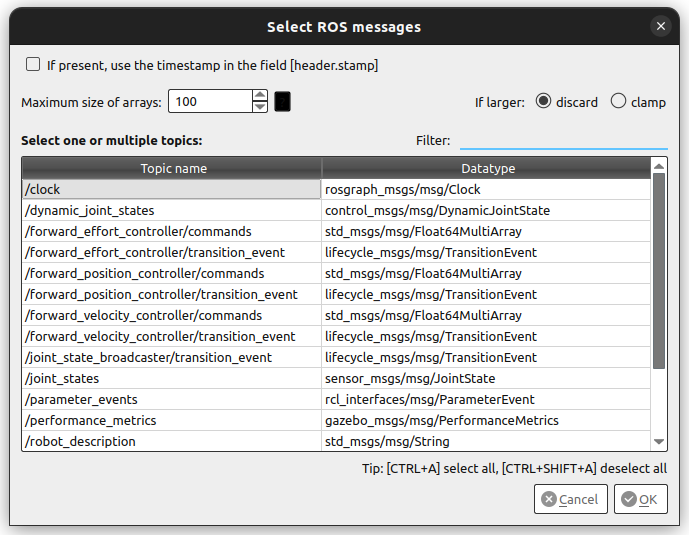 Select ROS messages
If present, use the timestamp in the field [header.stamp]
Maximum size of arrays: 100 If larger: discard clamp
Select one or multiple topics: Filter:
Topic name Datatype
/clock rosgraph_msgs/msg/Clock
/dynamic_joint_states control_msgs/msg/DynamicJointState
/forward_effort_controller/commands std_msgs/msg/Float64MultiArray
/forward_effort_controller/transition_event lifecycle_msgs/msg/TransitionEvent
/forward_position_controller/commands std_msgs/msg/Float64MultiArray
/forward_position_controller/transition_event lifecycle_msgs/msg/TransitionEvent
/forward_velocity_controller/commands std_msgs/msg/Float64MultiArray
/forward_velocity_controller/transition_event lifecycle_msgs/msg/TransitionEvent
/joint_state_broadcaster/transition_event lifecycle_msgs/msg/TransitionEvent
/joint_states sensor_msgs/msg/JointState
/parameter_events rcl_interfaces/msg/ParameterEvent
/performance_metrics gazebo_msgs/msg/PerformanceMetrics
/robot_description std_msgs/msg/String
Tip: [CTRL+A] select all, [CTRL+SHIFT+A] deselect all
Cancel OK